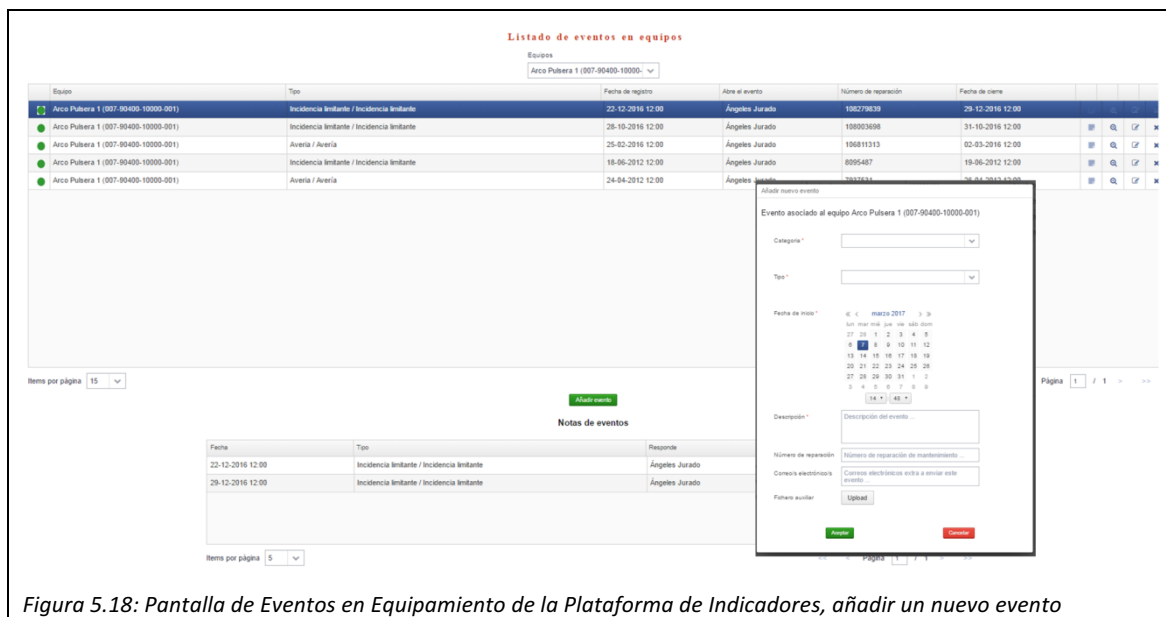 Listado de eventos en equipos
Equipos
Arco Pulsera 1 (007-90400-10000-
Equipo Tipo Fecha de registro Abre el evento Número de reparación Fecha de cierre
Arco Pulsera 1 (007-90400-10000-001) Incidencia limitante / Incidencia limitante 22-12-2016 12:00 Ángeles Jurado 108279839 29-12-2016 12:00
Arco Pulsera 1 (007-90400-10000-001) Incidencia limitante / Incidencia limitante 28-10-2016 12:00 Ángeles Jurado 108003698 31-10-2016 12:00
Arco Pulsera 1 (007-90400-10000-001) Avería / Avería 25-02-2016 12:00 Ángeles Jurado 106811313 02-03-2016 12:00
Arco Pulsera 1 (007-90400-10000-001) Incidencia limitante / Incidencia limitante 18-06-2012 12:00 Ángeles Jurado 8095487 19-06-2012 12:00
Arco Pulsera 1 (007-90400-10000-001) Avería / Avería 24-04-2012 12:00 Ángeles Jurado
Añadir nuevo evento
Evento asociado al equipo Arco Pulsera 1 (007-90400-10000-001)
Categoría *
Tipo *
Fecha de inicio *
« < marzo 2017 > »
lun mar mié jue vie sáb dom
27 28 1 2 3 4 5
6 7 8 9 10 11 12
13 14 15 16 17 18 19
20 21 22 23 24 25 26
27 28 29 30 31 1 2
3 4 5 6 7 8 9
14 48
Descripción * Descripción del evento ...
Número de reparación Número de reparación de mantenimiento ...
Correo/s electrónico/s Correos electrónicos extra a enviar este
evento ...
Fichero auxiliar Upload
Aceptar Cancelar
Items por página 15 Página 1 / 1 > >>
Añadir evento
Notas de eventos
Fecha Tipo Responde
22-12-2016 12:00 Incidencia limitante / Incidencia limitante Ángeles Jurado
29-12-2016 12:00 Incidencia limitante / Incidencia limitante Ángeles Jurado
Items por página 5 << < Página 1 / 1 > >>
Figura 5.18: Pantalla de Eventos en Equipamiento de la Plataforma de Indicadores, añadir un nuevo evento